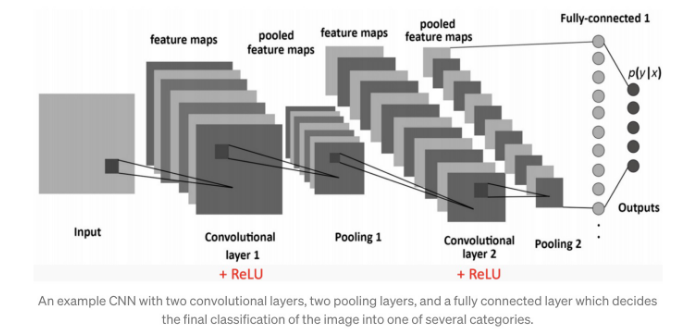 feature maps
pooled
feature maps
feature maps
pooled
feature maps
Fully-connected 1
p(y|x)
Input
Convolutional
layer 1
+ ReLU
Pooling 1
Convolutional
layer 2
+ ReLU
Pooling 2
Outputs
An example CNN with two convolutional layers, two pooling layers, and a fully connected layer which decides
the final classification of the image into one of several categories.